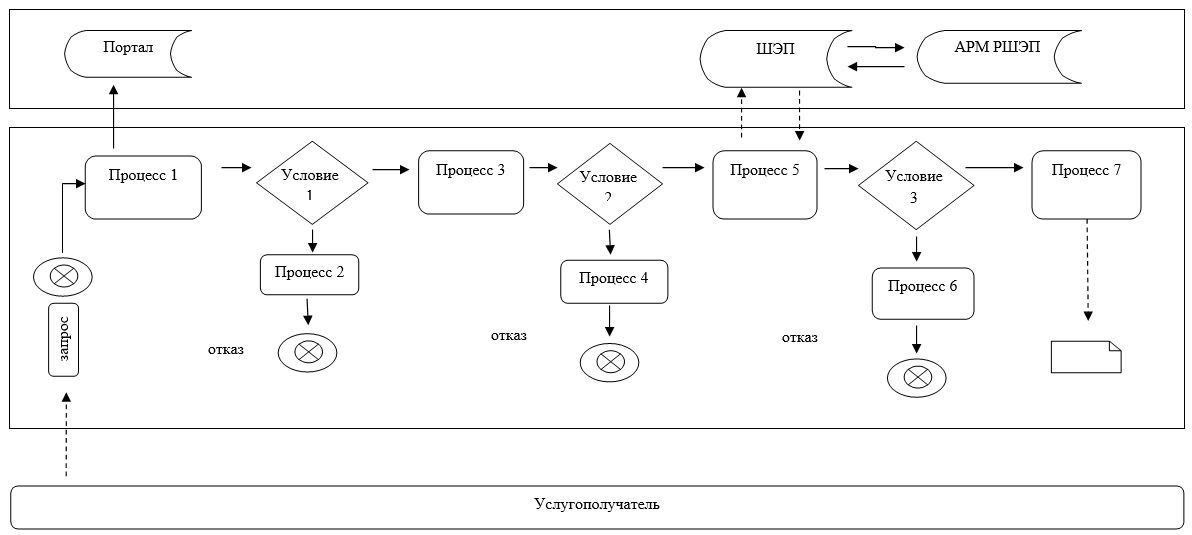 Портал
ШЭП
АРМ РШЭП
Процесс 1
Условие
1
Процесс 3
Условие
2
Процесс 5
Условие
3
Процесс 7
Процесс 2
Процесс 4
Процесс 6
запрос
отказ
отказ
отказ
Услугополучатель